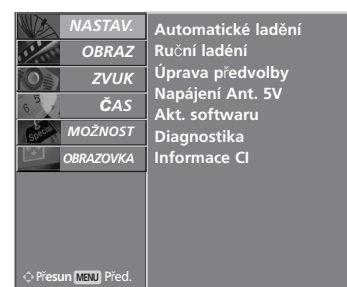 NASTAV.
OBRAZ
ZVUK
ČAS
MOŽNOST
OBRAZOVKA
Automatické ladění
Ruční ladéní
Úprava předvolby
Napájení Ant. 5V
Akt. softwaru
Diagnostika
Informace CI
Přesun MENU Před.